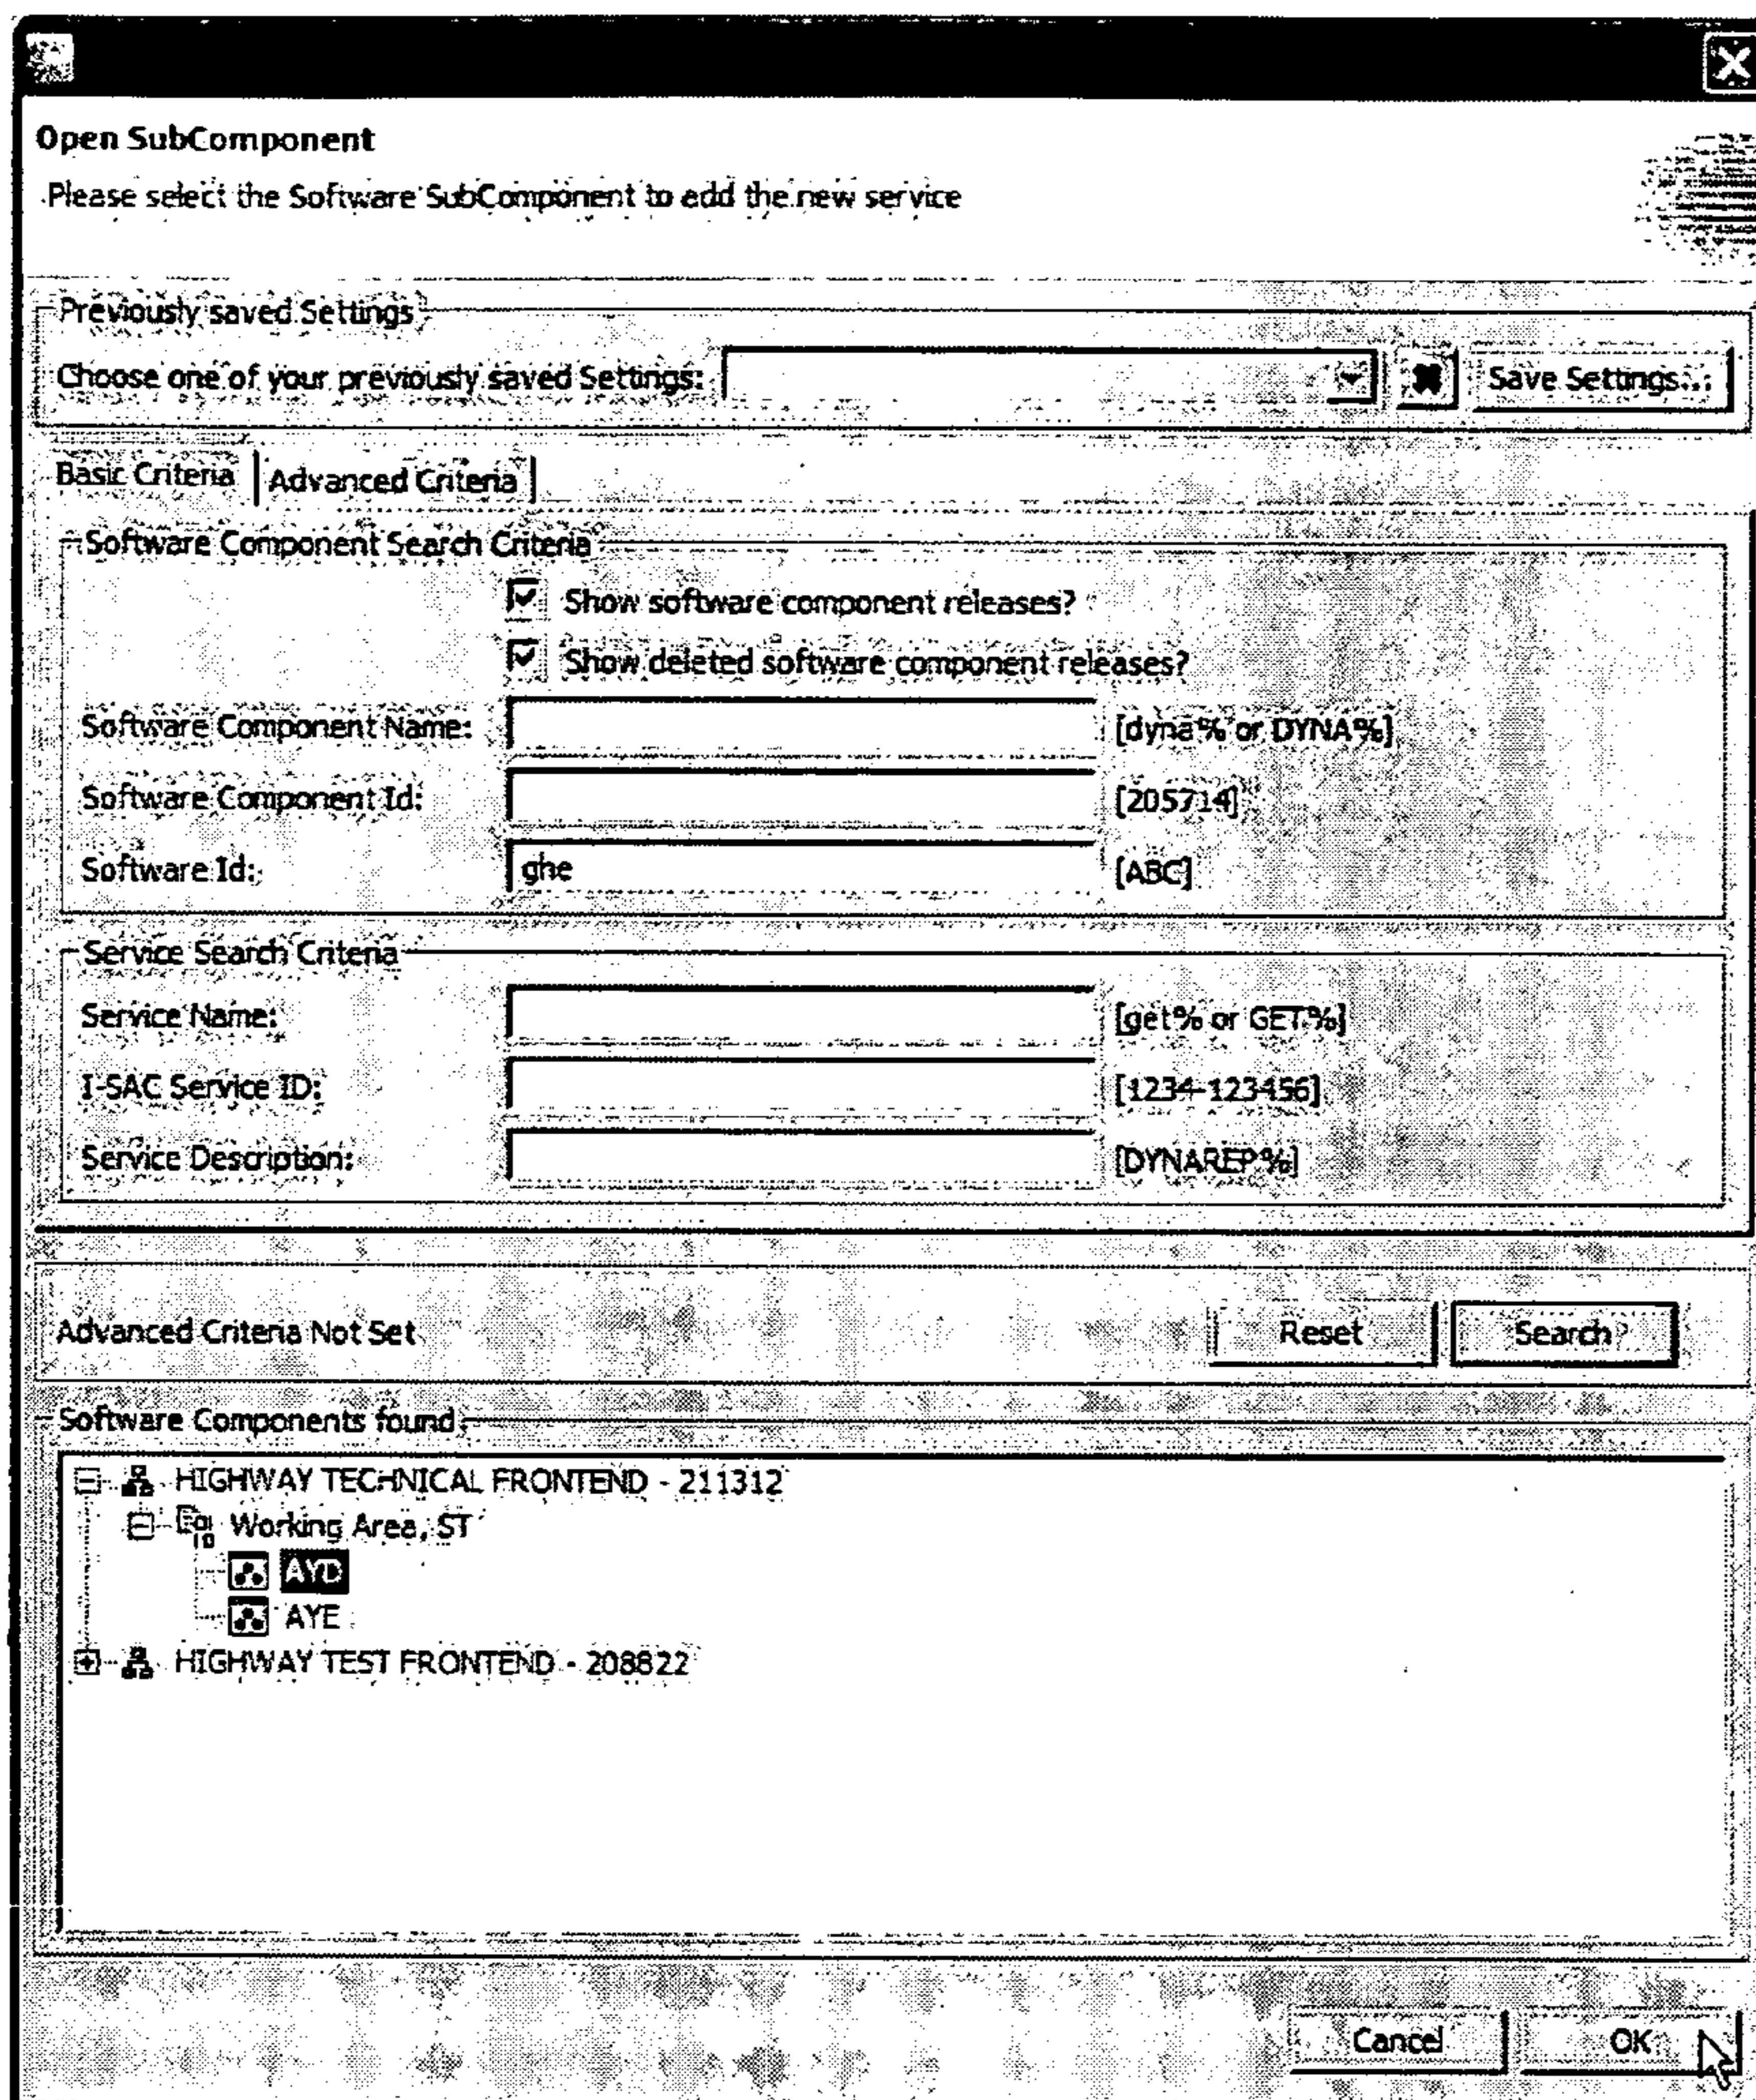 Open SubComponent
Please select the Software SubComponent to add the new service
Previously saved Settings
Choose one of your previously saved Settings: Save Settings...
Basic Criteria Advanced Criteria
Software Component Search Criteria
Show software component releases?
Show deleted software component releases?
Software Component Name: [dyna% or DYNA%]
Software Component Id: [205714]
Software Id: ghe [ABC]
Service Search Criteria
Service Name: [get% or GET%]
I-SAC Service ID: [1234-123456]
Service Description: [DYNAREP%]
Advanced Criteria Not Set Reset Search
Software Components found
HIGHWAY TECHNICAL FRONTEND - 211312
Working Area, ST
AYD
AYE
HIGHWAY TEST FRONTEND - 208822
Cancel OK